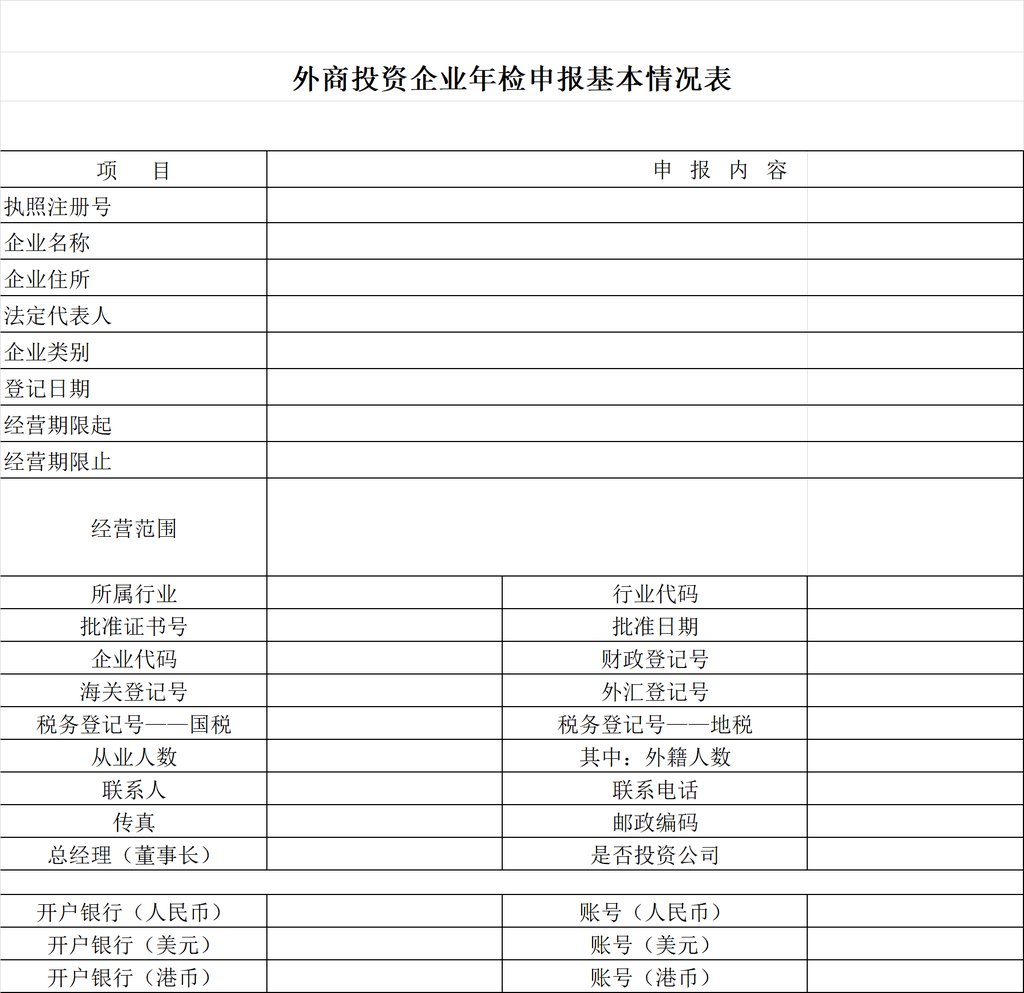 外商投资企业年检申报基本情况表
项 目 申 报 内 容
执照注册号
企业名称
企业住所
法定代表人
企业类别
登记日期
经营期限起
经营期限止
经营范围
所属行业 行业代码
批准证书号 批准日期
企业代码 财政登记号
海关登记号 外汇登记号
税务登记号——国税 税务登记号——地税
从业人数 其中：外籍人数
联系人 联系电话
传真 邮政编码
总经理（董事长） 是否投资公司
开户银行（人民币） 账号（人民币）
开户银行（美元） 账号（美元）
开户银行（港币） 账号（港币）